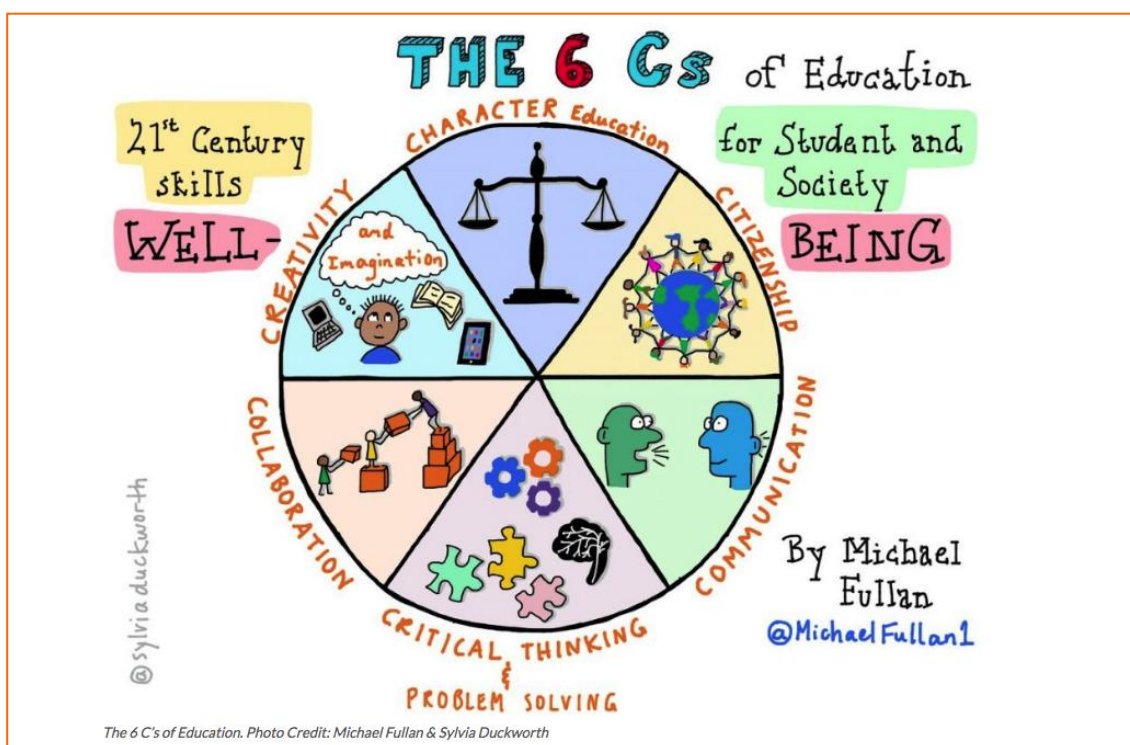 THE 6 Cs of Education
21st Century
skills
WELL-
for Student and
Society
BEING
CHARACTER Education
CITIZENSHIP
COMMUNICATION
CRITICAL THINKING
&
PROBLEM SOLVING
COLLABORATION
CREATIVITY
and
Imagination
By Michael
Fullan
@MichaelFullan1
@sylviaduckworth
The 6 C's of Education. Photo Credit: Michael Fullan & Sylvia Duckworth